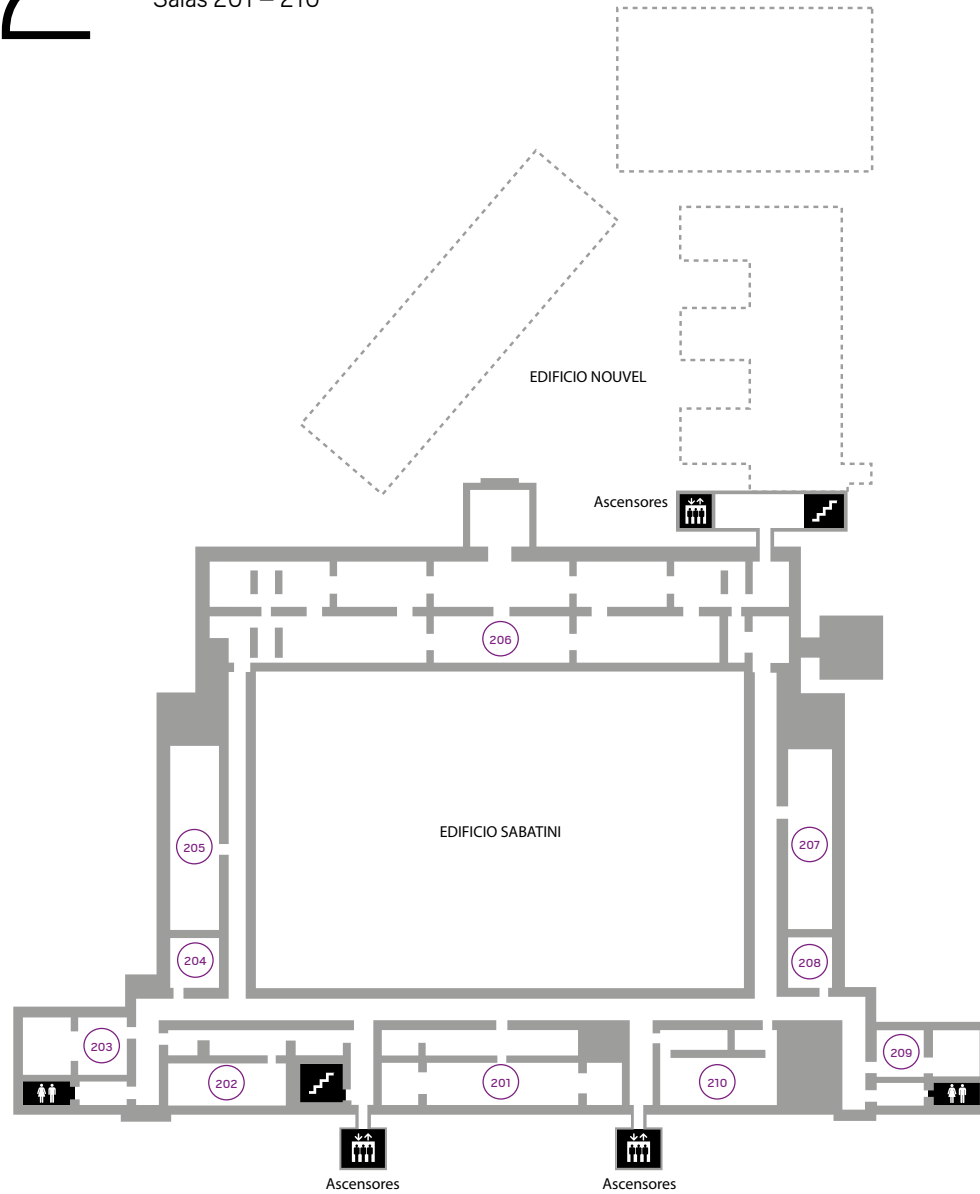 2
Salas 201 – 210
EDIFICIO NOUVEL
Ascensores
206
EDIFICIO SABATINI
205
207
204
208
203
209
202
201
210
Ascensores
Ascensores